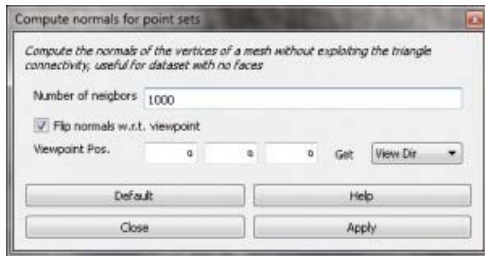 Compute normals for point sets
Compute the normals of the vertices of a mesh without exploiting the triangle
connectivity, useful for dataset with no faces
Number of neigbors 1000
Flip normals w.r.t. viewpoint
Viewpoint Pos. 0 0 0 Get View Dir
Default Help
Close Apply